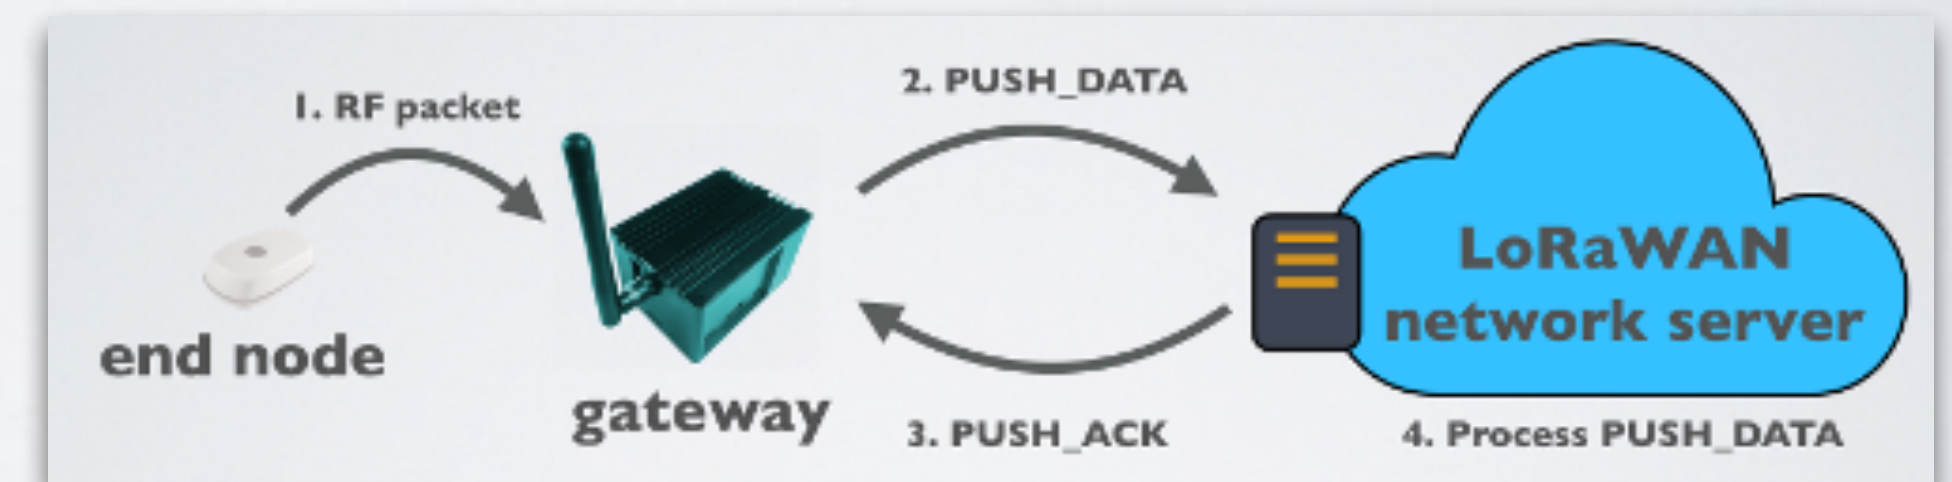 1. RF packet
2. PUSH_DATA
end node
gateway
LoRaWAN
network server
3. PUSH_ACK
4. Process PUSH_DATA